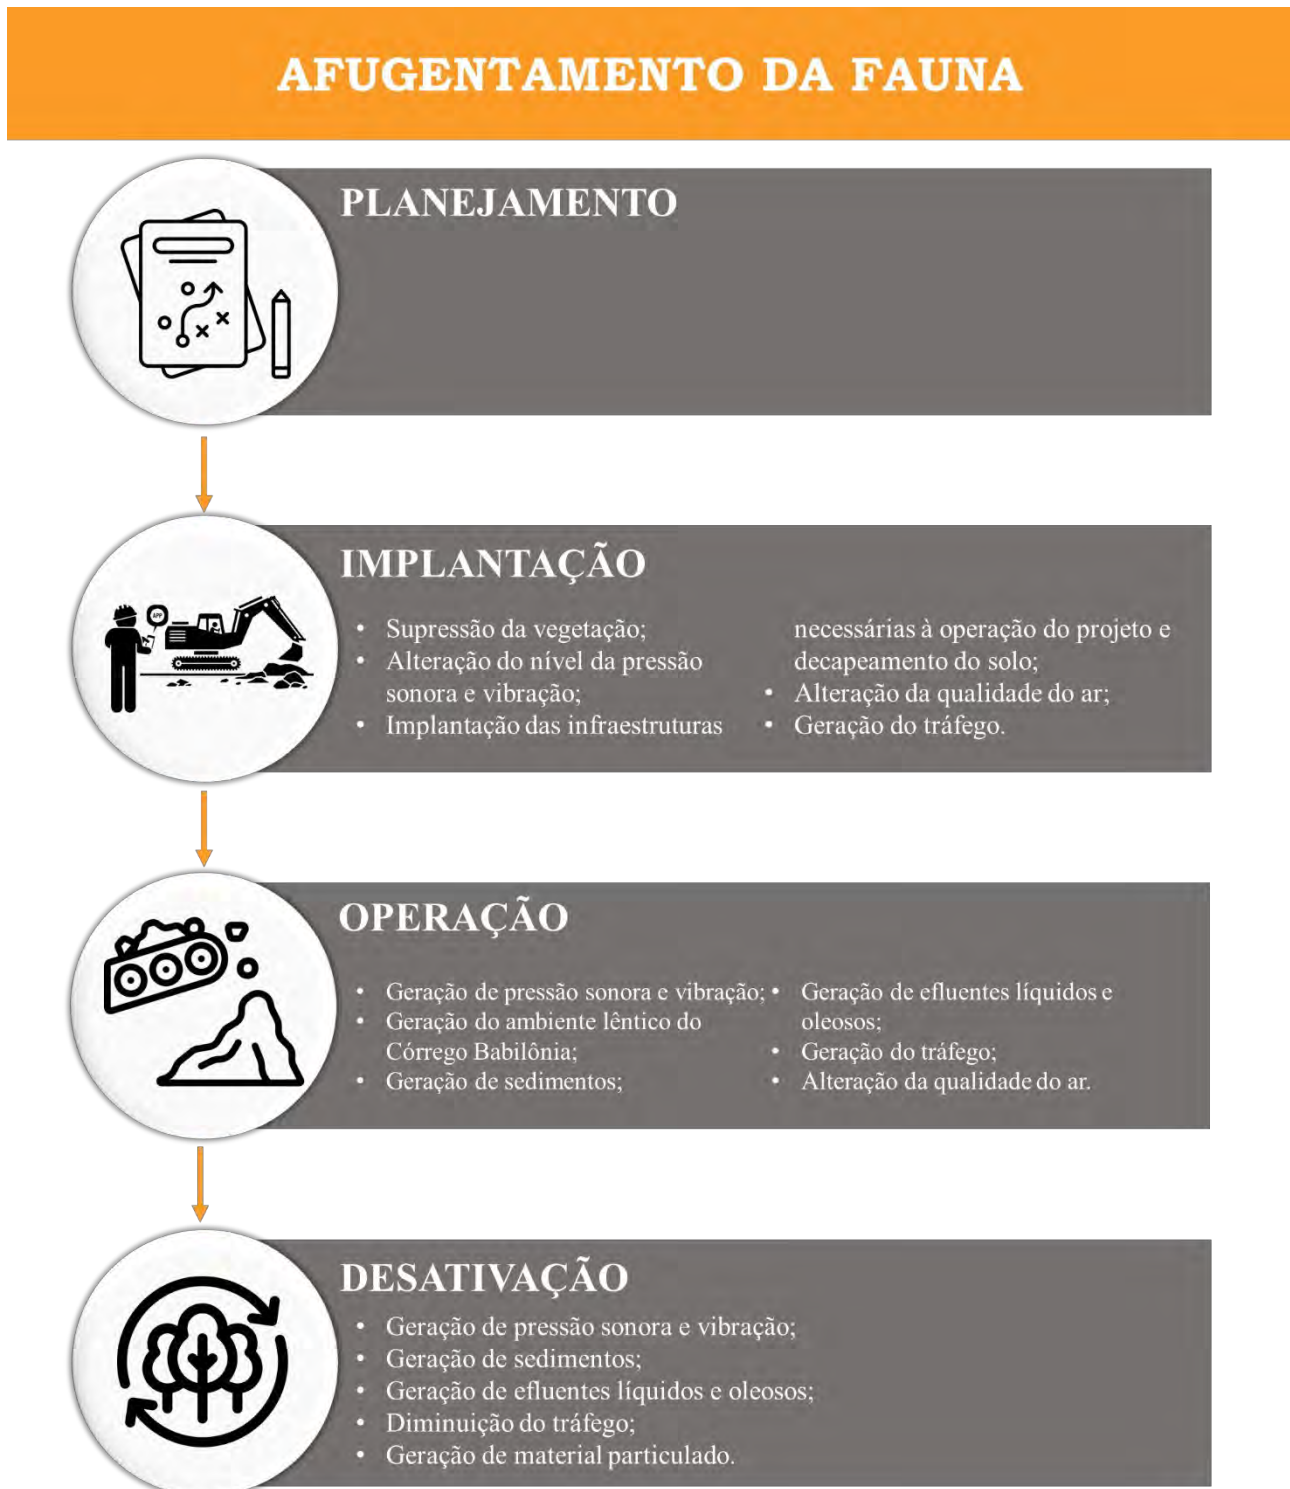 AFUGENTAMENTO DA FAUNA
PLANEJAMENTO
IMPLANTAÇÃO
APP
• Supressão da vegetação;
• Alteração do nível da pressão
sonora e vibração;
• Implantação das infraestruturas
necessárias à operação do projeto e
decapeamento do solo;
• Alteração da qualidade do ar;
• Geração do tráfego.
OPERAÇÃO
• Geração de pressão sonora e vibração;
• Geração do ambiente lêntico do
Córrego Babilônia;
• Geração de sedimentos;
• Geração de efluentes líquidos e
oleosos;
• Geração do tráfego;
• Alteração da qualidade do ar.
DESATIVAÇÃO
• Geração de pressão sonora e vibração;
• Geração de sedimentos;
• Geração de efluentes líquidos e oleosos;
• Diminuição do tráfego;
• Geração de material particulado.